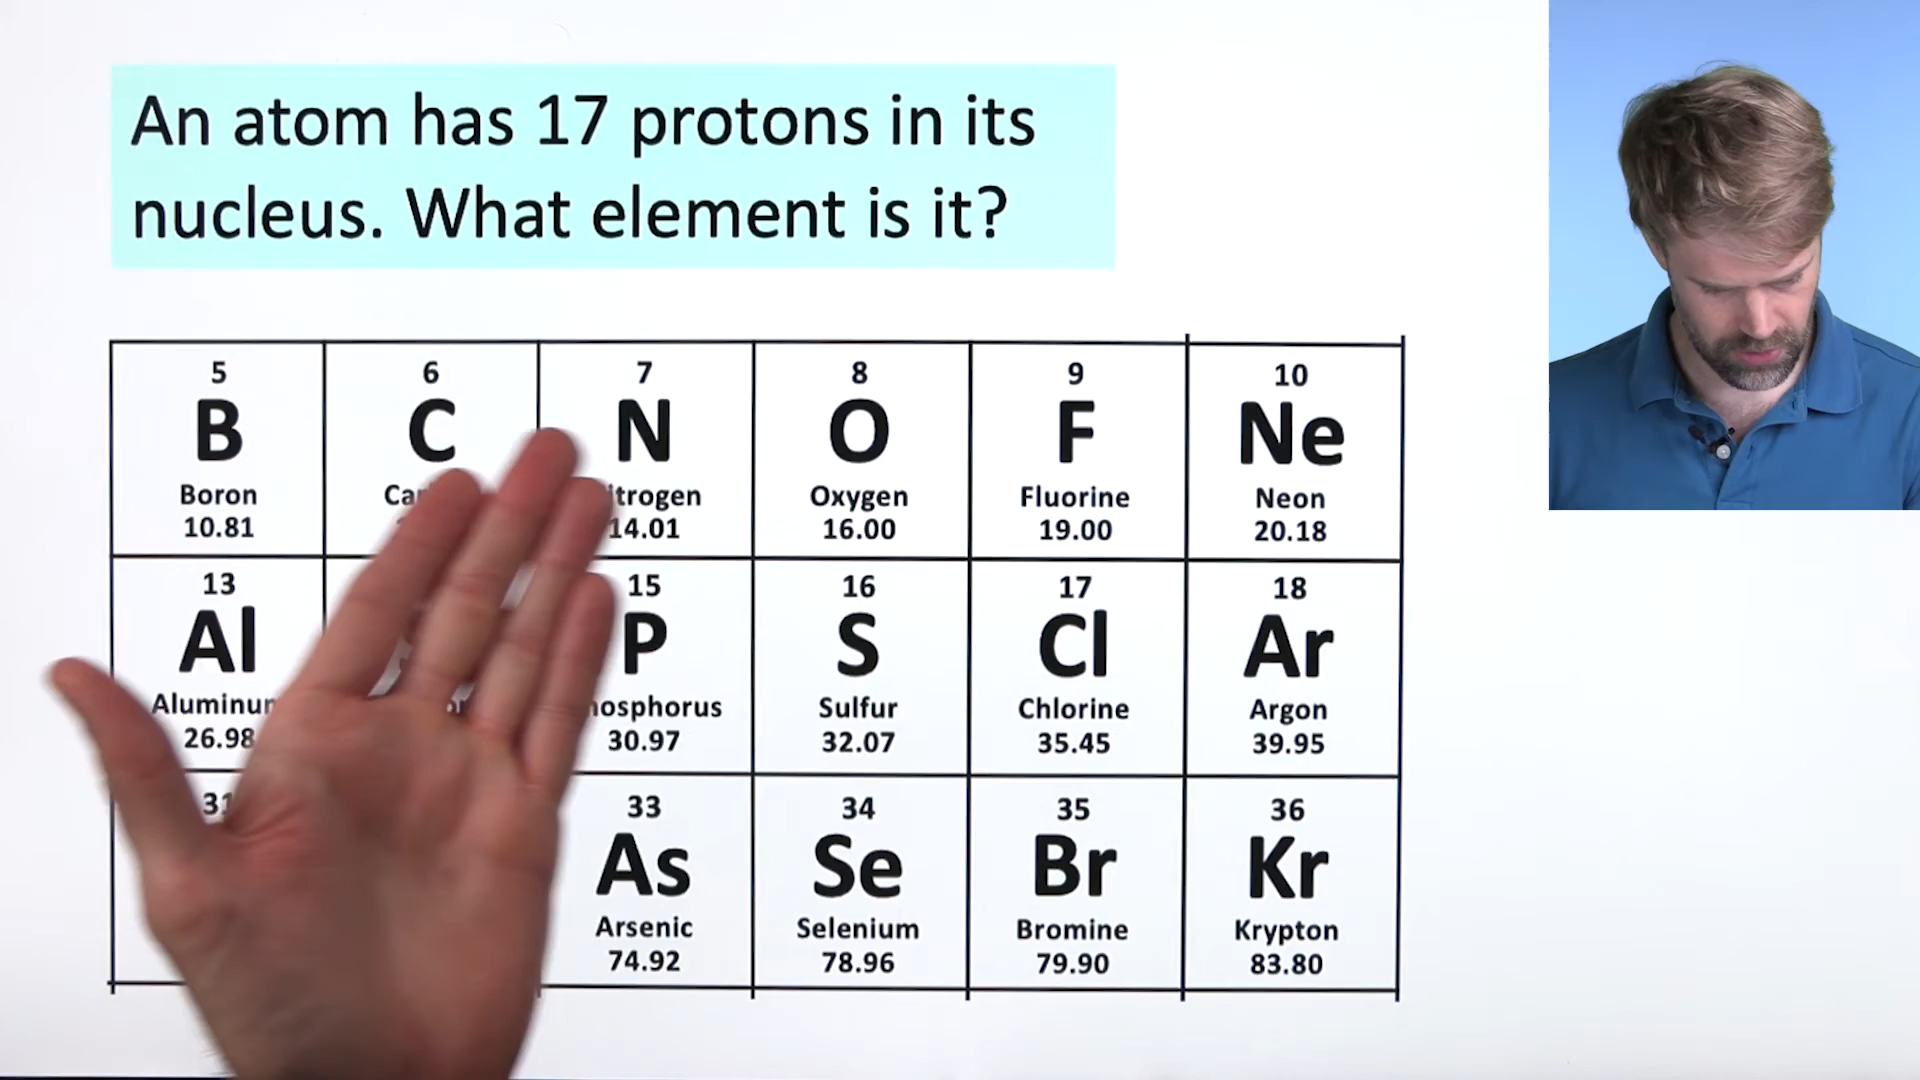 An atom has 17 protons in its
nucleus. What element is it?
5 6 7 8 9 10
B C N O F Ne
Boron Oxygen Fluorine Neon
10.81 14.01 16.00 19.00 20.18
13 15 16 17 18
Al P S Cl Ar
Sulfur Chlorine Argon
26.98 30.97 32.07 35.45 39.95
31 33 34 35 36
As Se Br Kr
Arsenic Selenium Bromine Krypton
74.92 78.96 79.90 83.80